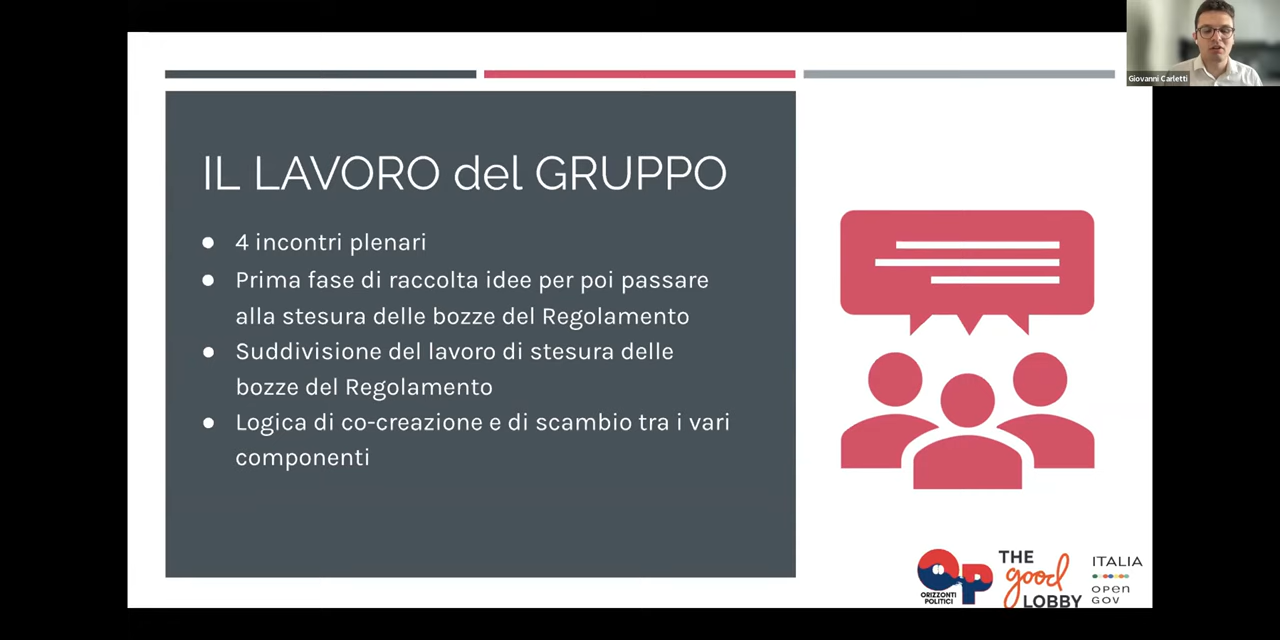 Giovanni Carletti
IL LAVORO del GRUPPO
4 incontri plenari
Prima fase di raccolta idee per poi passare
alla stesura delle bozze del Regolamento
Suddivisione del lavoro di stesura delle
bozze del Regolamento
Logica di co-creazione e di scambio tra i vari
componenti
OP
ORIZZONTI
POLITICI
THE
good
LOBBY
ITALIA
OPEN
GOV